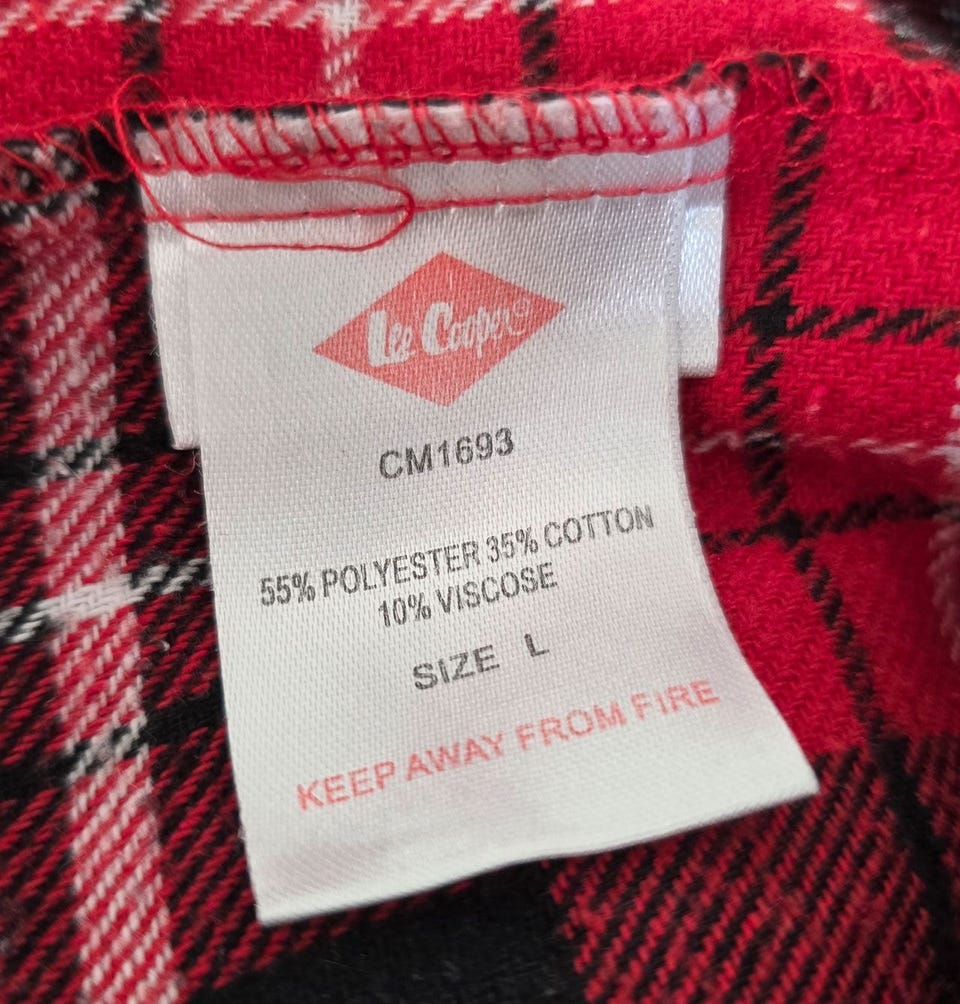 Lee Cooper
CM1693
55% POLYESTER 35% COTTON
10% VISCOSE
SIZE L
KEEP AWAY FROM FIRE